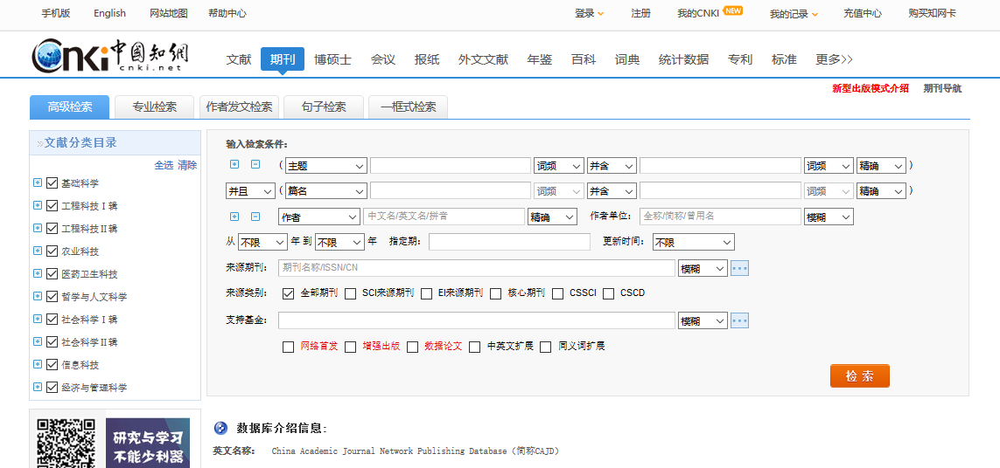 手机版 English 网站地图 帮助中心 登录 注册 我的CNKI NEW 我的记录 充值中心 购买知网卡
Cnki中国知網 文献 期刊 博硕士 会议 报纸 外文文献 年鉴 百科 词典 统计数据 专利 标准 更多>>
cnki.net
新型出版模式介绍 期刊导航
高级检索 专业检索 作者发文检索 句子检索 一框式检索
文献分类目录
全选 清除
基础科学
工程科技Ⅰ辑
工程科技Ⅱ辑
农业科技
医药卫生科技
哲学与人文科学
社会科学Ⅰ辑
社会科学Ⅱ辑
信息科技
经济与管理科学
输入检索条件:
( 主题 词频 并含 词频 精确 )
并且 ( 篇名 词频 并含 词频 精确 )
作者 中文名/英文名/拼音 精确 作者单位: 全称/简称/曾用名 模糊
从 不限 年 到 不限 年 指定期: 更新时间: 不限
来源期刊: 期刊名称/ISSN/CN 模糊
来源类别: 全部期刊 SCI来源期刊 EI来源期刊 核心期刊 CSSCI CSCD
支持基金: 模糊
网络首发 增强出版 数据论文 中英文扩展 同义词扩展
检 索
研究与学习
不能少利器
数据库介绍信息:
英文名称: China Academic Journal Network Publishing Database（简称CAJD）